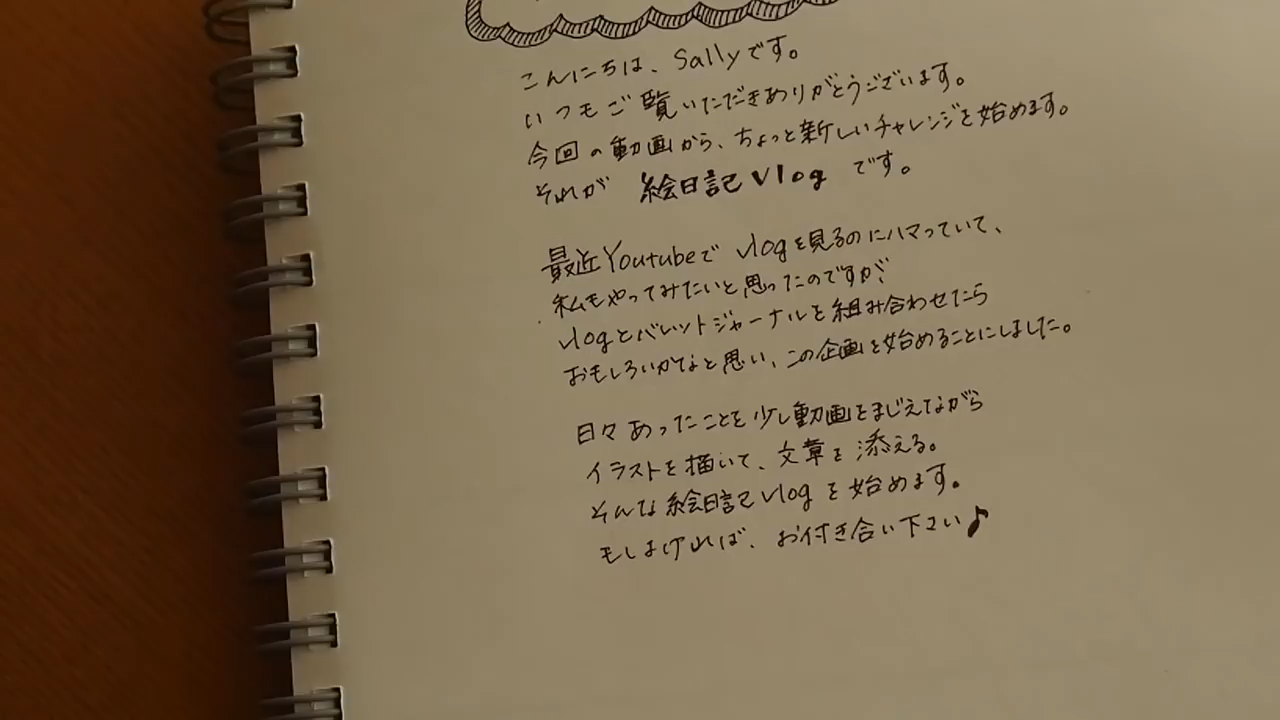 こんにちは、Sallyです。
いつもご覧いただきありがとうございます。
今回の動画から、ちょっと新しいチャレンジを始めます。
それが 絵日記Vlog です。
最近Youtubeで vlogを見るのにハマっていて、
私もやってみたいと思ったのですが
vlogとバレットジャーナルを組み合わせたら
おもしろいかなと思い、この企画を始めることにしました。
日々あったことを少し動画をまじえながら
イラストを描いて、文章を添える。
そんな絵日記vlogを始めます。
もしよければ、お付き合い下さい♪